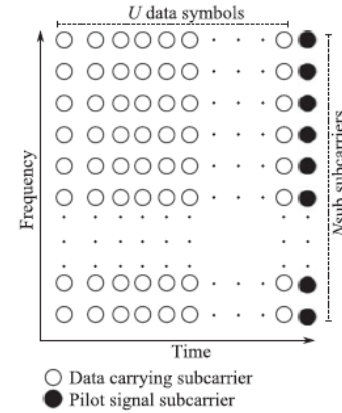 U data symbols
Frequency
Nsub subcarriers
Time
Data carrying subcarrier
Pilot signal subcarrier